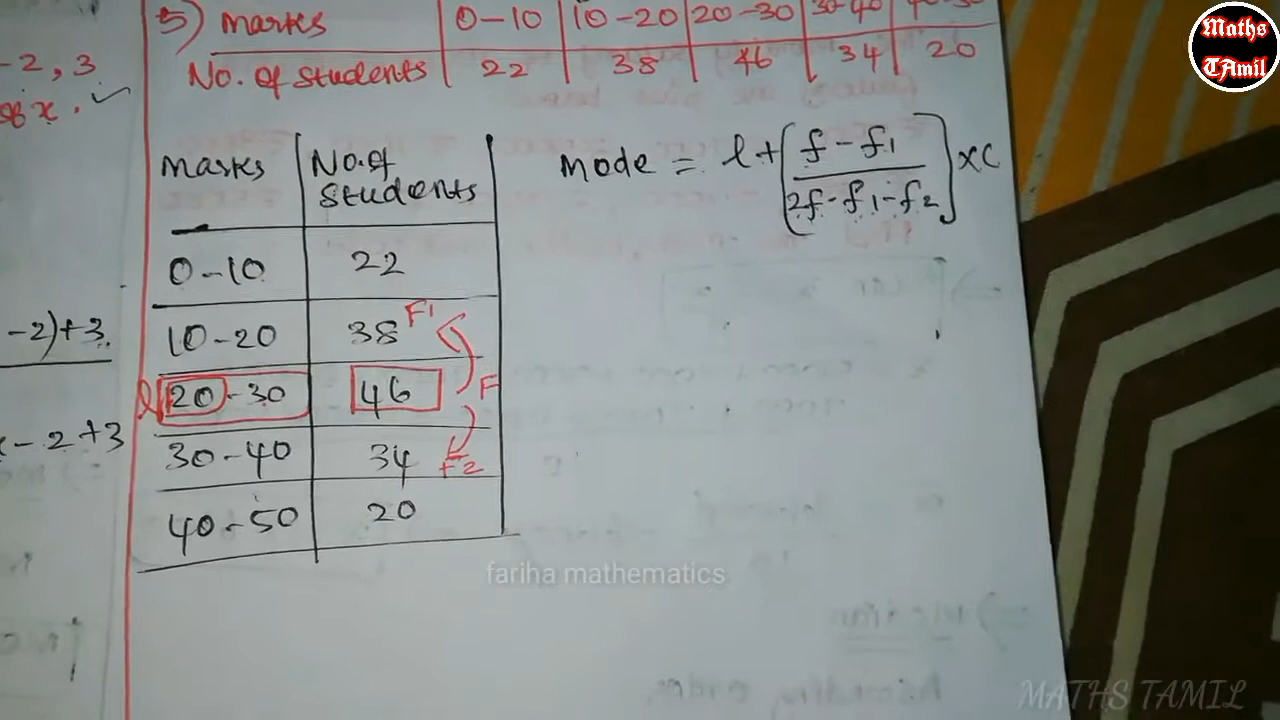 Maths
TAmil
5) Marks 0-10 10-20 20-30 30-40
No. of students 22 38 46 34 20
-2, 3
of x.
Marks No. of students
0-10 22
10-20 38 F1
l 20-30 46 F
30-40 34 F2
40-50 20
Mode = l + [f - f1 / 2f - f1 - f2] x c
-2)+3
- 2 + 3
fariha mathematics
MATHS TAMIL